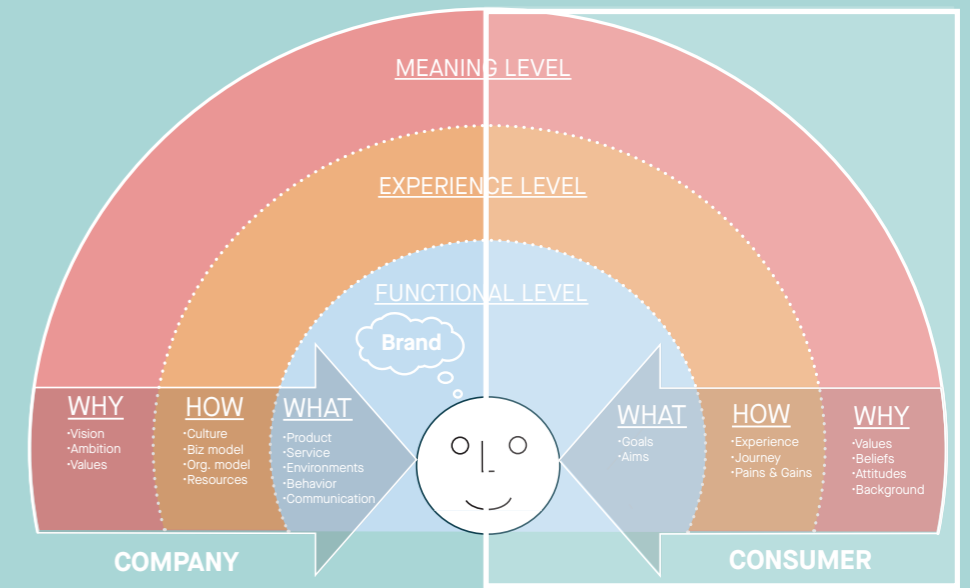 MEANING LEVEL
EXPERIENCE LEVEL
FUNCTIONAL LEVEL
Brand
WHY
·Vision
·Ambition
·Values
HOW
·Culture
·Biz model
·Org. model
·Resources
WHAT
·Product
·Service
·Environments
·Behavior
·Communication
WHAT
·Goals
·Aims
HOW
·Experience
·Journey
·Pains & Gains
WHY
·Values
·Beliefs
·Attitudes
·Background
COMPANY
CONSUMER